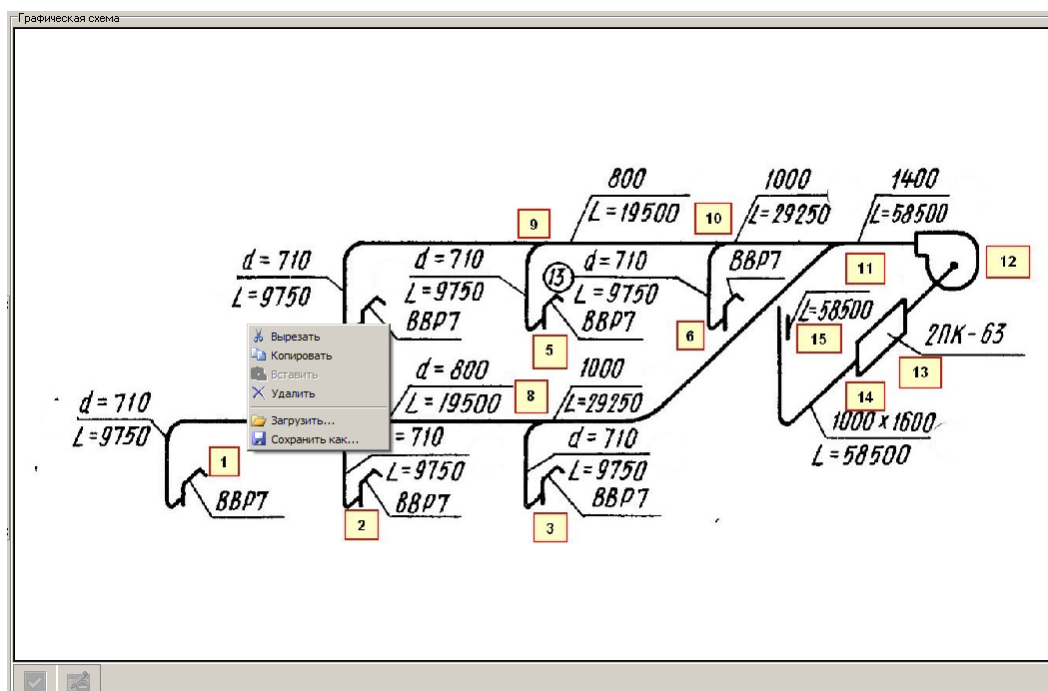 Графическая схема
800
L=19500
1000
L=29250
1400
L=58500
9
10
11
12
d=710
L=9750
ВВР7
d=710
L=9750
ВВР7
13
d=710
L=9750
ВВР7
5
6
15
L=58500
2ПК-63
13
14
1000×1600
L=58500
Вырезать
Копировать
Вставить
Удалить
Загрузить...
Сохранить как...
d=800
L=19500
8
1000
L=29250
d=710
L=9750
1
ВВР7
=710
L=9750
ВВР7
2
d=710
L=9750
ВВР7
3